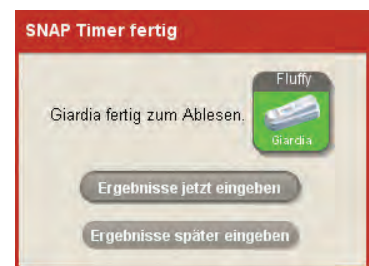 SNAP Timer fertig
Fluffy
Giardia fertig zum Ablesen.
Giardia
Ergebnisse jetzt eingeben
Ergebnisse später eingeben